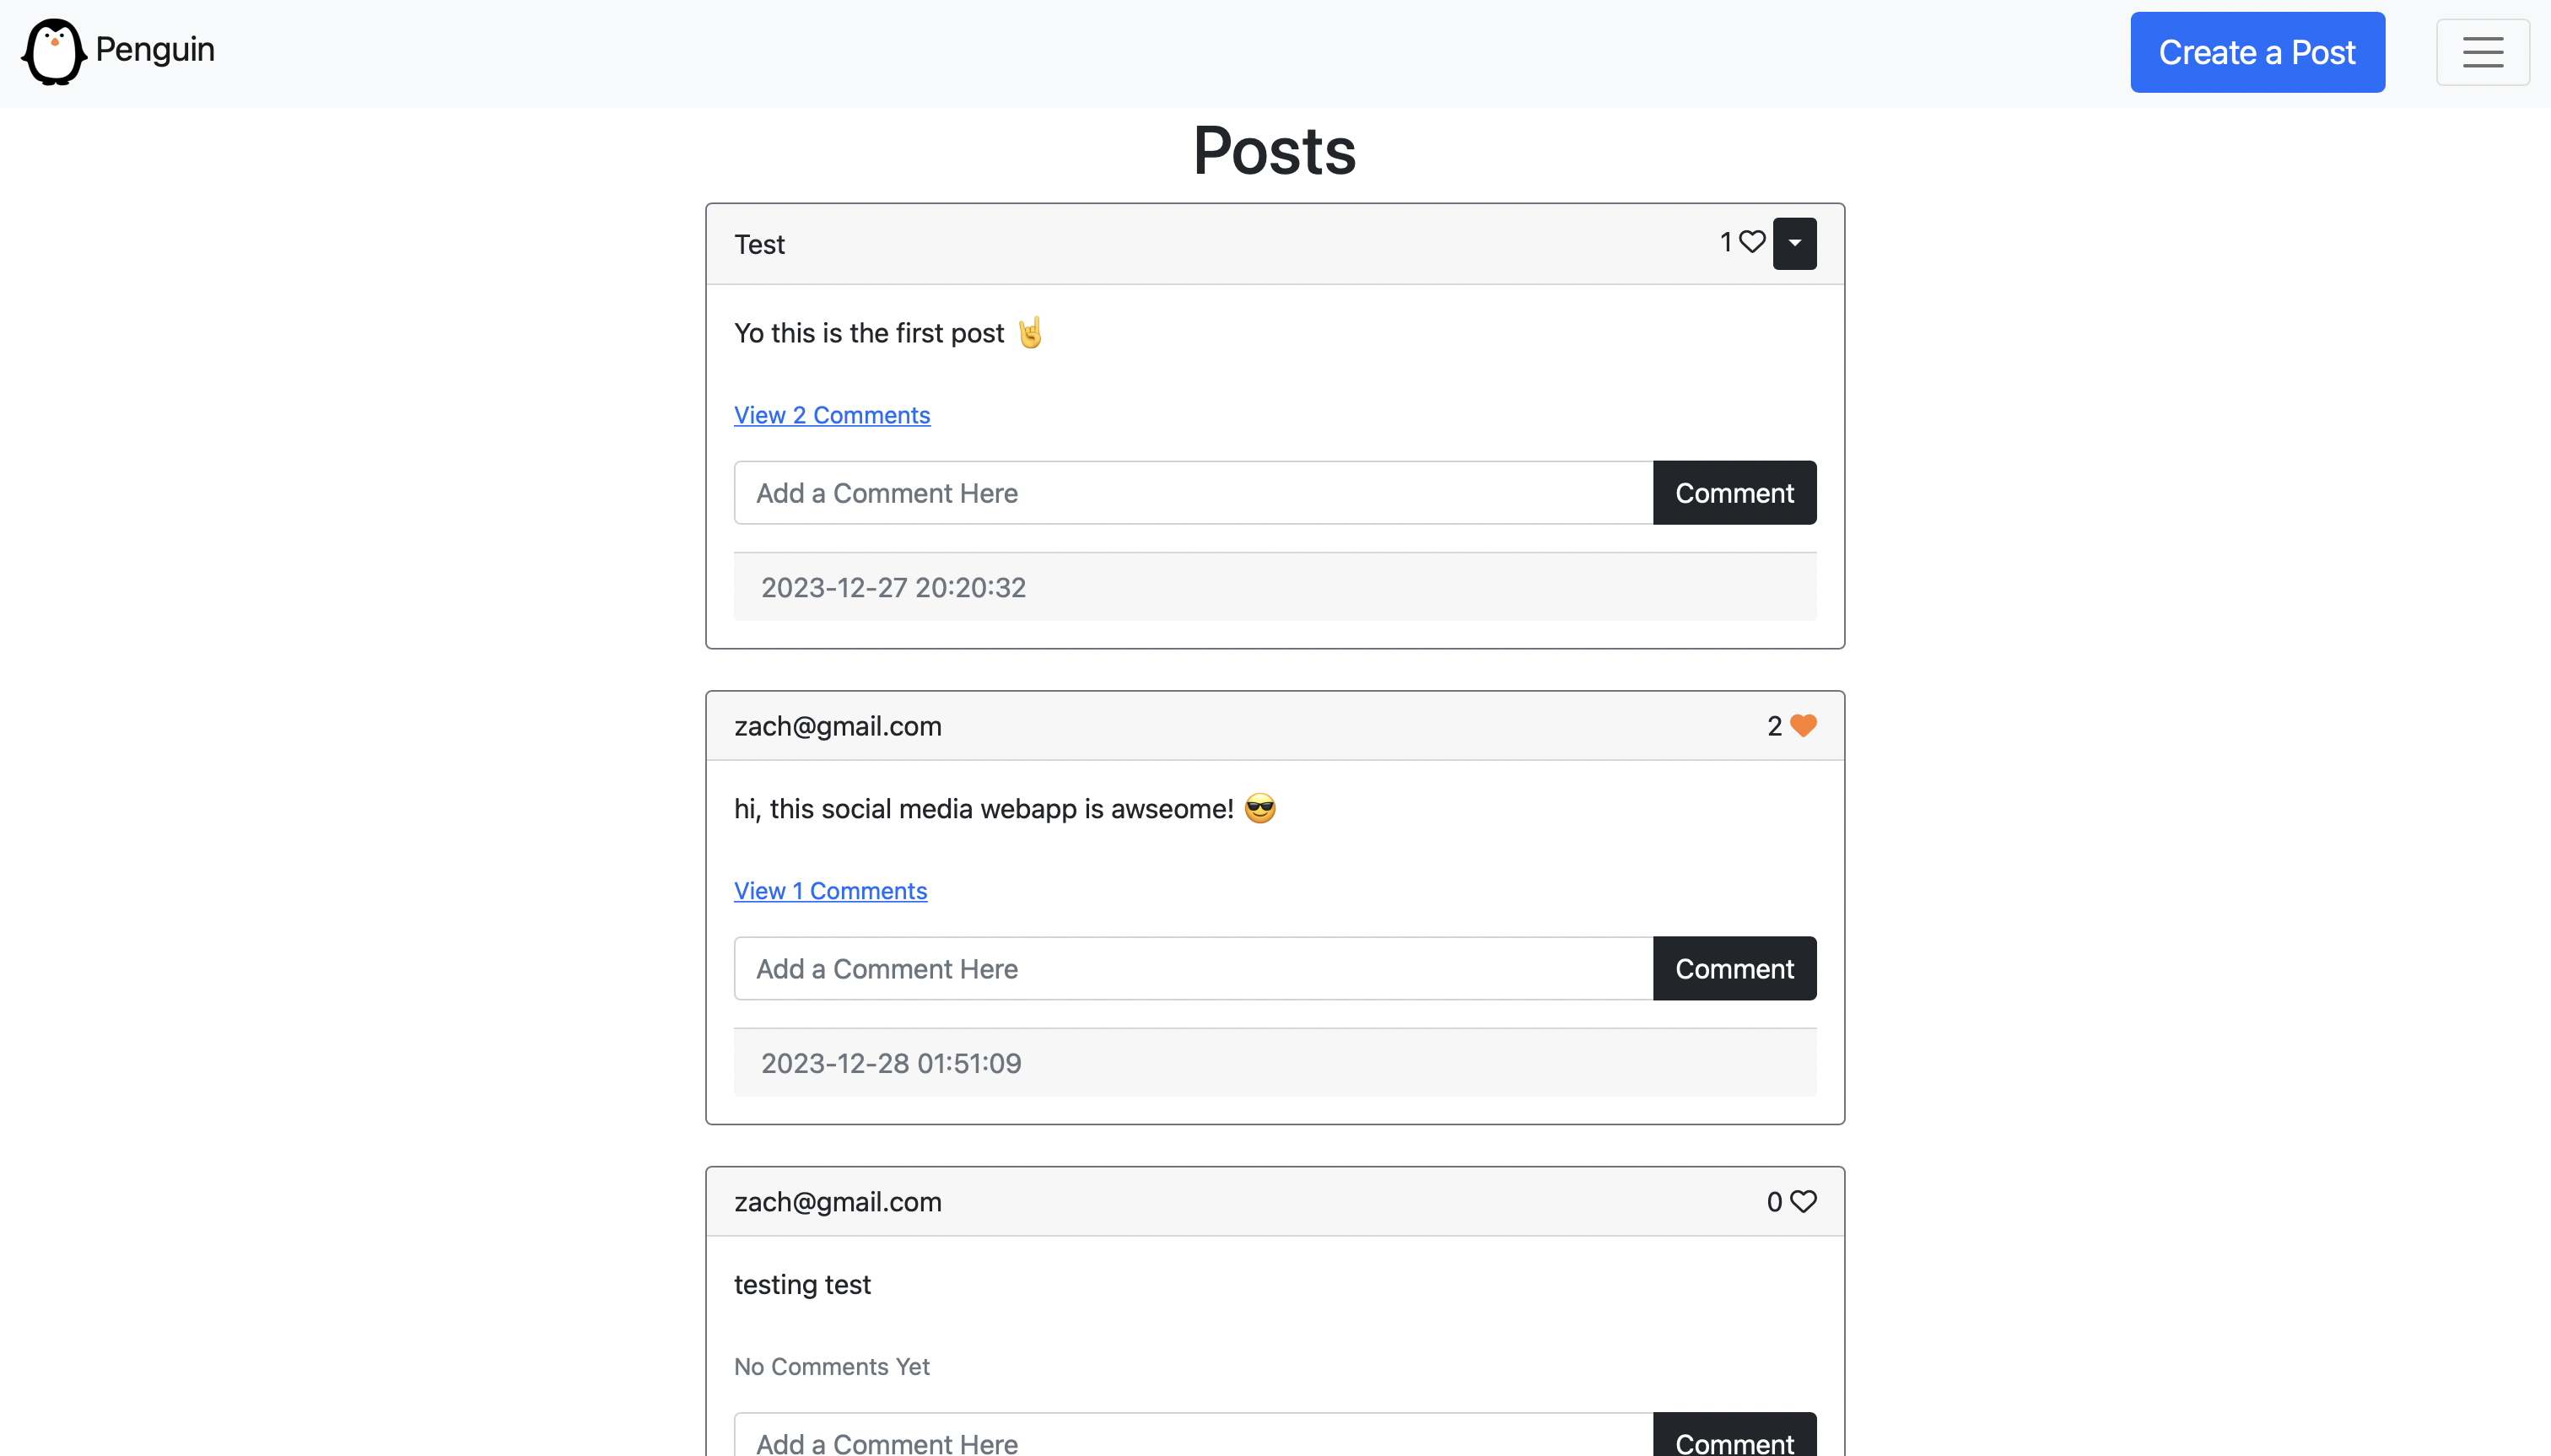 Penguin
Create a Post
Posts
Test
1
Yo this is the first post 🤘
View 2 Comments
Add a Comment Here
Comment
2023-12-27 20:20:32
zach@gmail.com
2
hi, this social media webapp is awseome! 😎
View 1 Comments
Add a Comment Here
Comment
2023-12-28 01:51:09
zach@gmail.com
0
testing test
No Comments Yet
Add a Comment Here
Comment